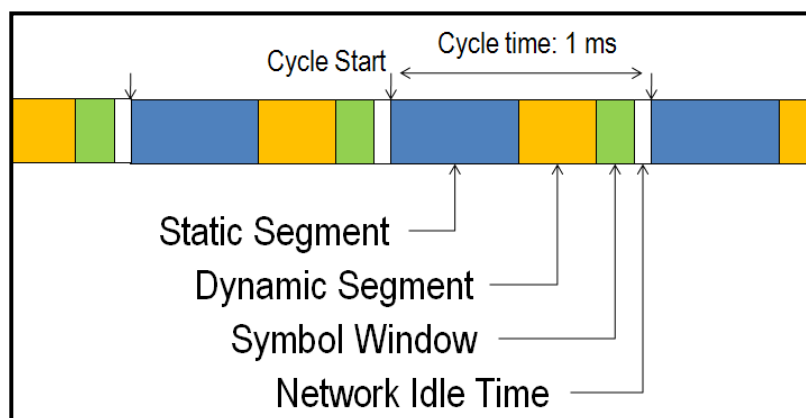 Cycle time: 1 ms
Cycle Start
Static Segment
Dynamic Segment
Symbol Window
Network Idle Time